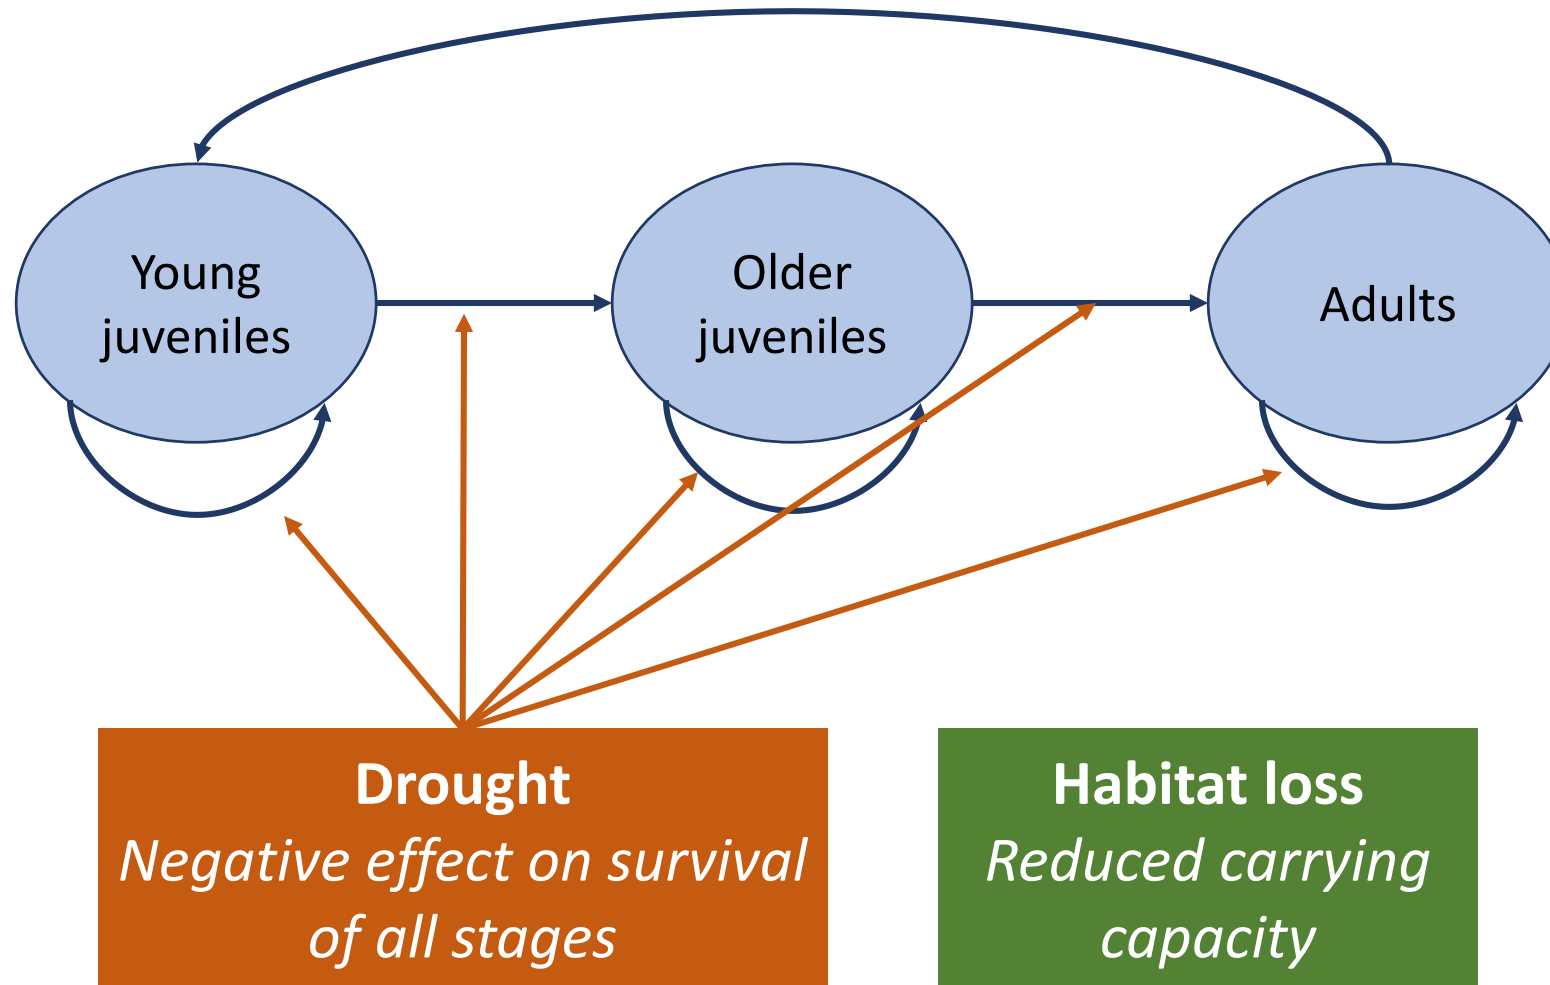 Young
juveniles
Older
juveniles
Adults
Drought
Negative effect on survival
of all stages
Habitat loss
Reduced carrying
capacity